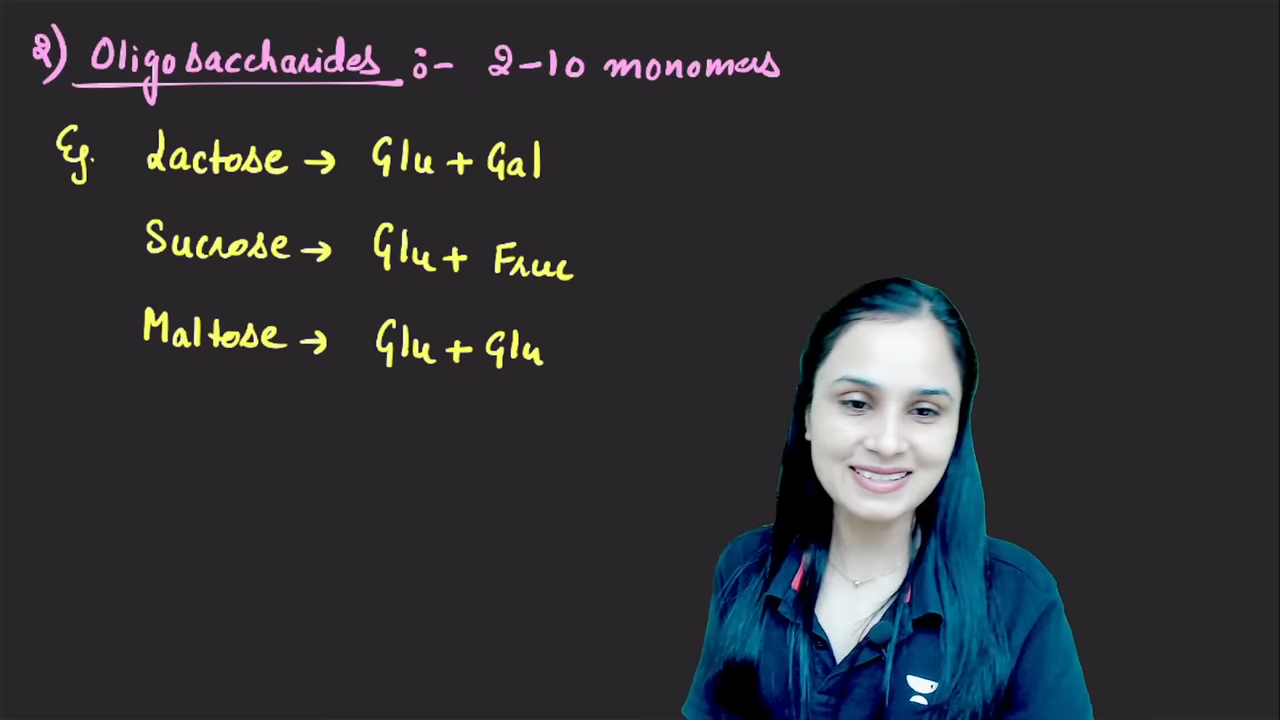 2) Oligosaccharides :- 2-10 monomers
Eg. Lactose → Glu + Gal
Sucrose → Glu + Fruc
Maltose → Glu + Glu